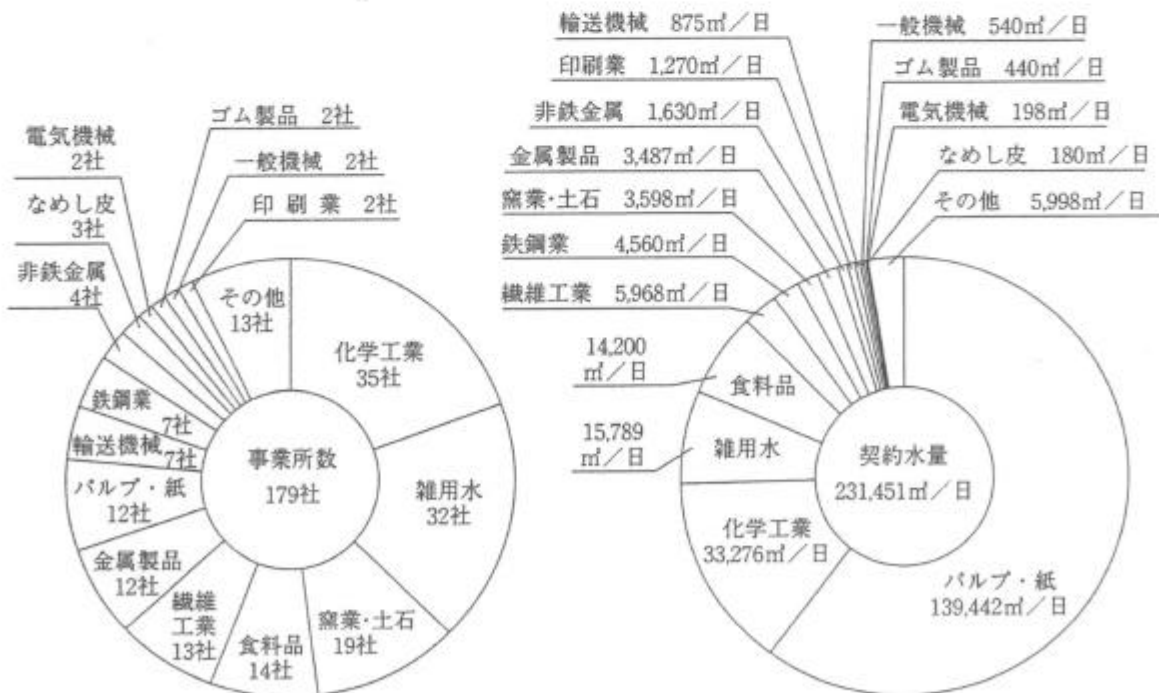 ゴム製品 2社
電気機械
2社
一般機械 2社
なめし皮
3社
印刷業 2社
非鉄金属
4社
その他
13社
化学工業
35社
鉄鋼業
7社
輸送機械
7社
事業所数
179社
雑用水
32社
パルプ・紙
12社
金属製品
12社
繊維
工業
13社
食料品
14社
窯業・土石
19社
輸送機械 875㎥/日
一般機械 540㎥/日
印刷業 1,270㎥/日
ゴム製品 440㎥/日
非鉄金属 1,630㎥/日
電気機械 198㎥/日
金属製品 3,487㎥/日
なめし皮 180㎥/日
窯業・土石 3,598㎥/日
その他 5,998㎥/日
鉄鋼業 4,560㎥/日
繊維工業 5,968㎥/日
14,200
㎥/日
食料品
15,789
㎥/日
雑用水
契約水量
231,451㎥/日
化学工業
33,276㎥/日
パルプ・紙
139,442㎥/日